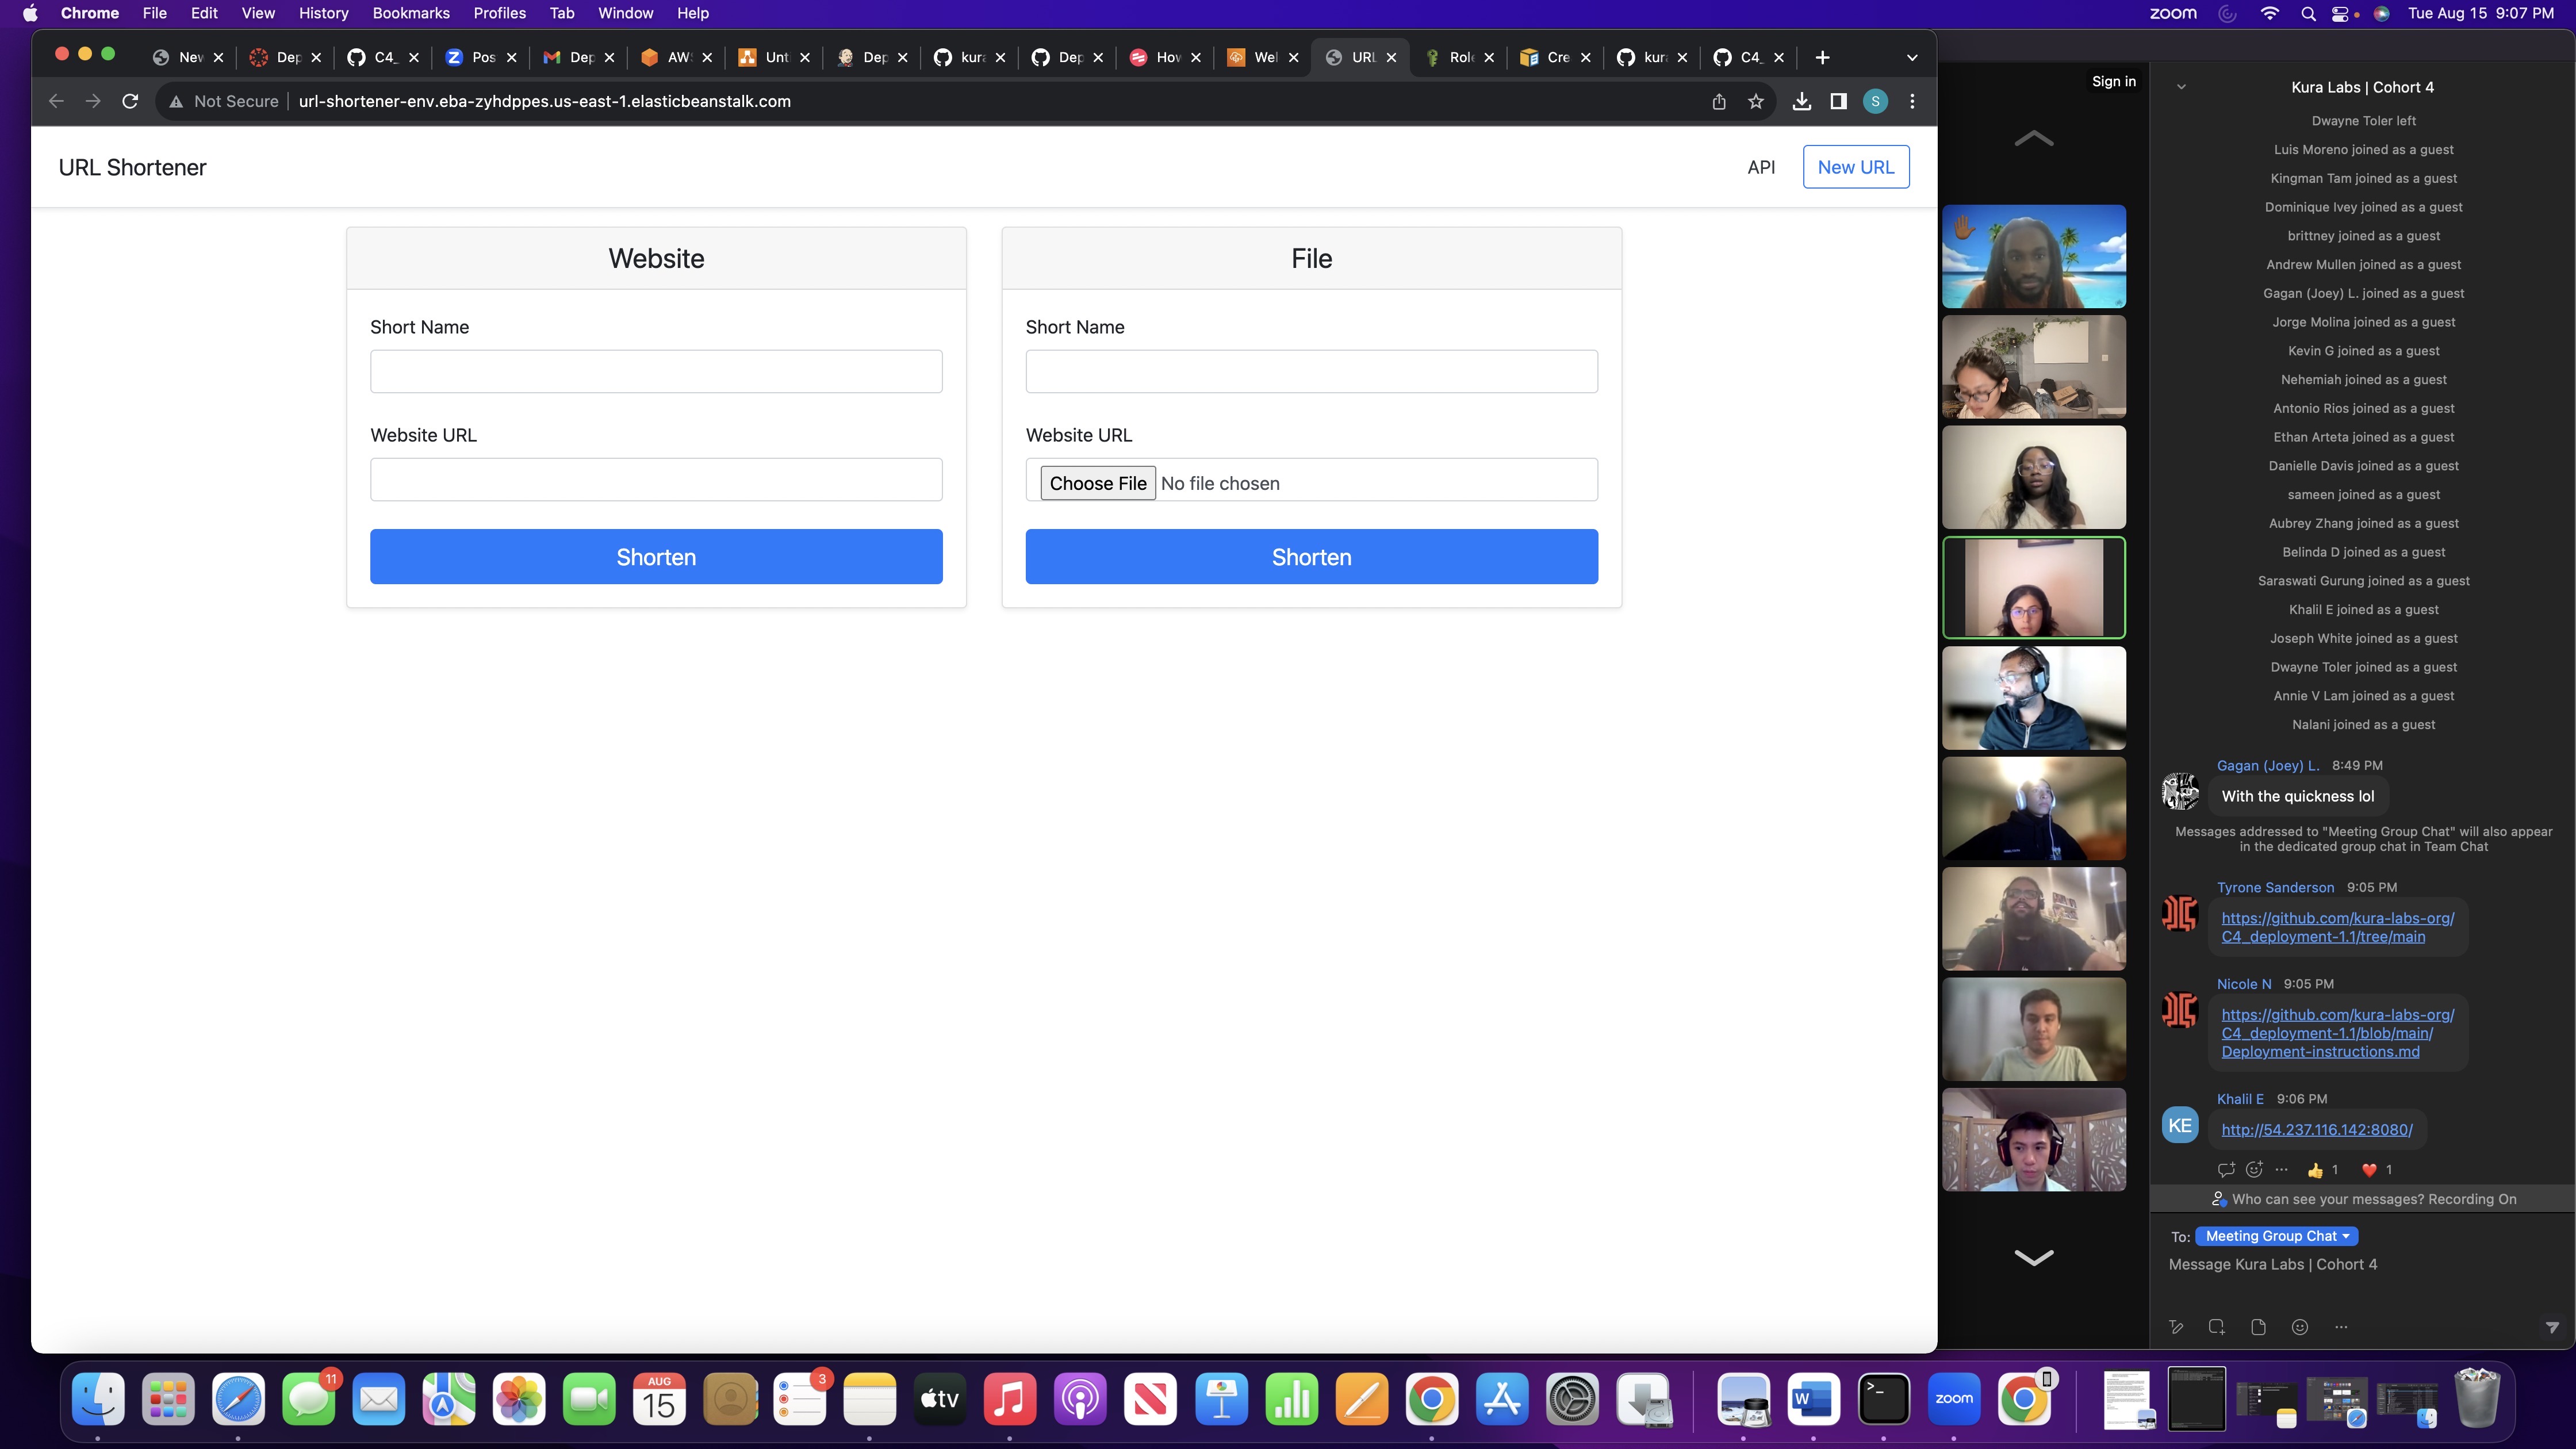 Chrome File Edit View History Bookmarks Profiles Tab Window Help
zoom Tue Aug 15 9:07 PM
New Dep C4_ Pos Dep AW Unt Dep kura Dep How Wel URL Role Cre kur C4_
Not Secure url-shortener-env.eba-zyhdppes.us-east-1.elasticbeanstalk.com
S
URL Shortener
API
New URL
Website
Short Name
Website URL
Shorten
File
Short Name
Website URL
Choose File No file chosen
Shorten
Sign in
Kura Labs | Cohort 4
Dwayne Toler left
Luis Moreno joined as a guest
Kingman Tam joined as a guest
Dominique Ivey joined as a guest
brittney joined as a guest
Andrew Mullen joined as a guest
Gagan (Joey) L. joined as a guest
Jorge Molina joined as a guest
Kevin G joined as a guest
Nehemiah joined as a guest
Antonio Rios joined as a guest
Ethan Arteta joined as a guest
Danielle Davis joined as a guest
sameen joined as a guest
Aubrey Zhang joined as a guest
Belinda D joined as a guest
Saraswati Gurung joined as a guest
Khalil E joined as a guest
Joseph White joined as a guest
Dwayne Toler joined as a guest
Annie V Lam joined as a guest
Nalani joined as a guest
Gagan (Joey) L. 8:49 PM
With the quickness lol
Messages addressed to "Meeting Group Chat" will also appear
in the dedicated group chat in Team Chat
Tyrone Sanderson 9:05 PM
https://github.com/kura-labs-org/
C4_deployment-1.1/tree/main
Nicole N 9:05 PM
https://github.com/kura-labs-org/
C4_deployment-1.1/blob/main/
Deployment-instructions.md
Khalil E 9:06 PM
KE
http://54.237.116.142:8080/
1 1
Who can see your messages? Recording On
To: Meeting Group Chat
Message Kura Labs | Cohort 4
11
AUG
15
3
tv
W
>_
zoom